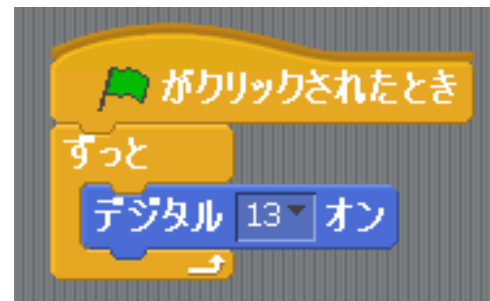 がクリックされたとき
ずっと
デジタル 13 オン